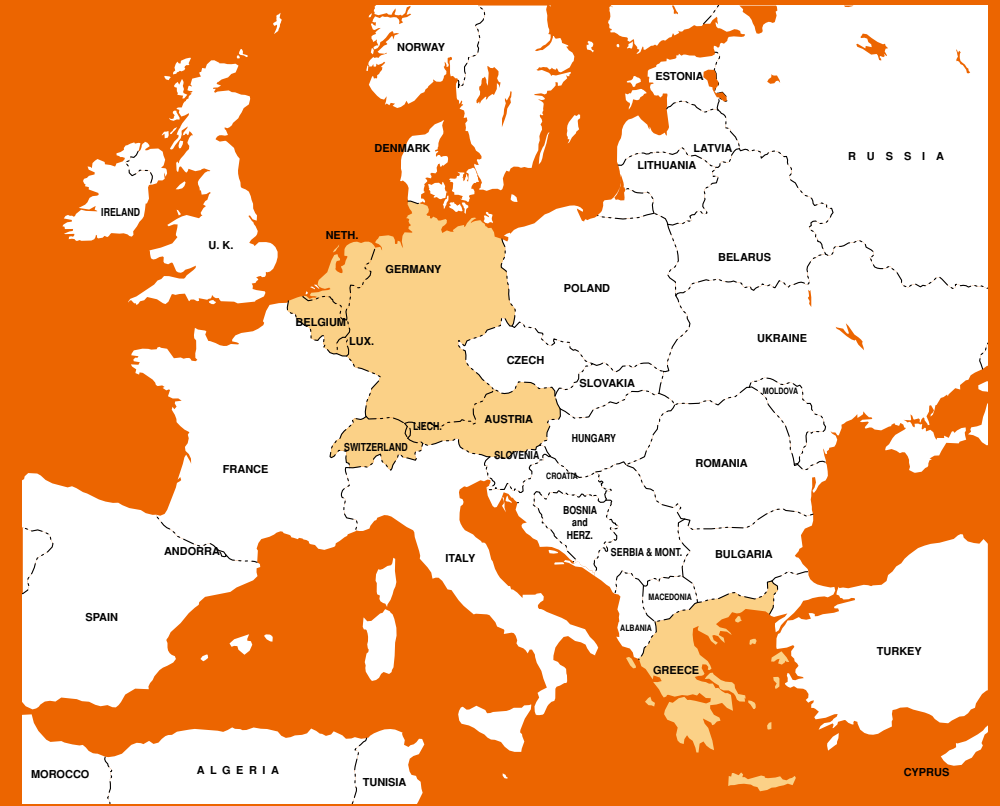 NORWAY
ESTONIA
DENMARK
LATVIA
R U S S I A
LITHUANIA
IRELAND
NETH.
U. K.
BELARUS
GERMANY
POLAND
BELGIUM
UKRAINE
LUX.
CZECH
SLOVAKIA
MOLDOVA
AUSTRIA
LIECH.
HUNGARY
SWITZERLAND
SLOVENIA
ROMANIA
FRANCE
CROATIA
BOSNIA
and
HERZ.
ANDORRA
SERBIA & MONT.
BULGARIA
ITALY
MACEDONIA
SPAIN
ALBANIA
TURKEY
GREECE
A L G E R I A
CYPRUS
MOROCCO
TUNISIA